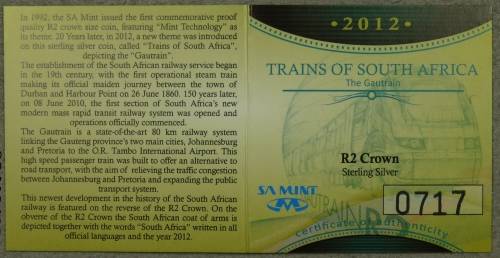 In 1992, the SA Mint issued the first commemorative proof
quality R2 crown size coin, featuring "Mint Technology" as
its theme. 20 Years later, in 2012, a new theme was introduced
on this sterling silver coin, called "Trains of South Africa",
depicting the "Gautrain".
The establishment of the South African railway service began
in the 19th century, with the first operational steam train
making its official maiden journey between the town of
Durban and Harbour Point on 26 June 1860. 150 years later,
on 08 June 2010, the first section of South Africa's new
modern mass rapid transit railway system was opened and
operations officially commenced.
The Gautrain is a state-of-the-art 80 km railway system
linking the Gauteng province's two main cities, Johannesburg
and Pretoria to the O.R. Tambo International Airport. This
high speed passenger train was built to offer an alternative to
road transport, with the aim of relieving the traffic congestion
between Johannesburg and Pretoria and expanding the public
transport system.
This newest development in the history of the South African
railway is featured on the reverse of the R2 Crown. On the
obverse of the R2 Crown the South African coat of arms is
depicted together with the words "South Africa" written in all
official languages and the year 2012.
·2012·
TRAINS OF SOUTH AFRICA
The Gautrain
R2 Crown
Sterling Silver
SA MINT
0717
GAUTRAIN
certificate of authenticity